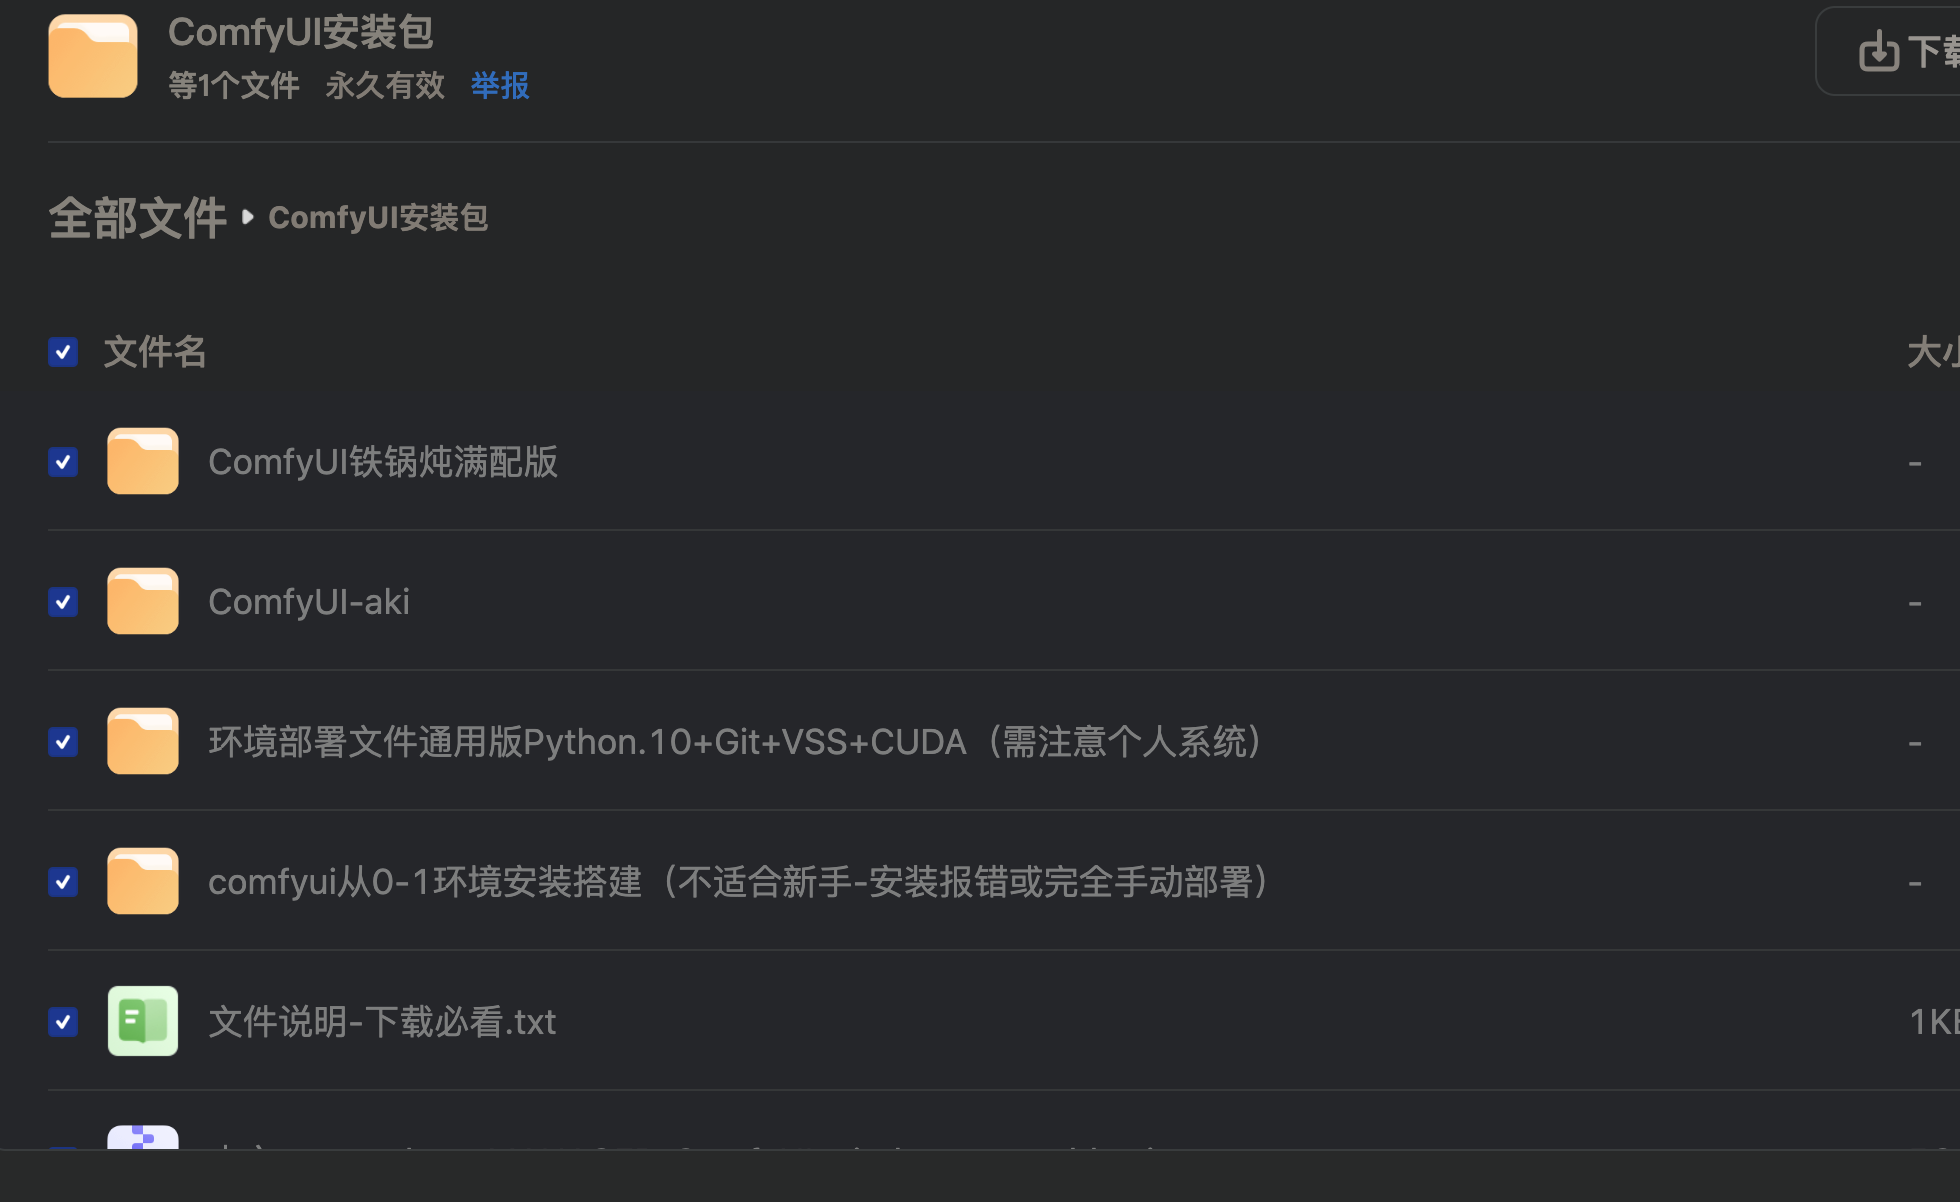 ComfyUI安装包
等1个文件 永久有效 举报
下载
全部文件 ComfyUI安装包
文件名 大小
ComfyUI铁锅炖满配版 -
ComfyUI-aki -
环境部署文件通用版Python.10+Git+VSS+CUDA（需注意个人系统） -
comfyui从0-1环境安装搭建（不适合新手-安装报错或完全手动部署） -
文件说明-下载必看.txt 1KB